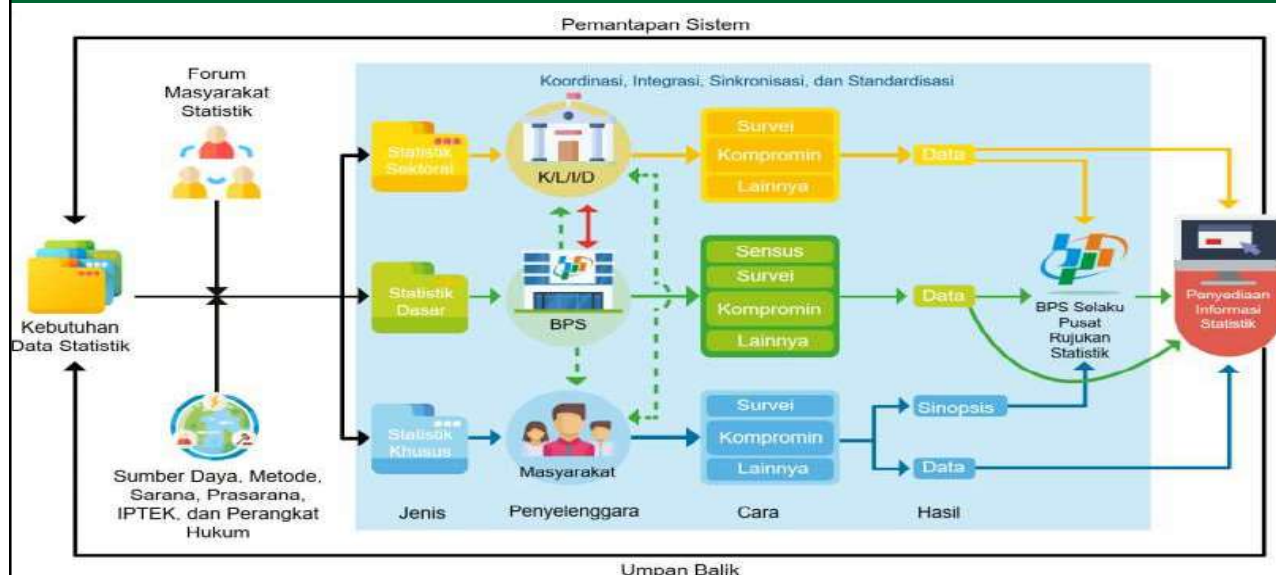 Pemantapan Sistem
Forum
Masyarakat
Statistik
Koordinasi, Integrasi, Sinkronisasi, dan Standardisasi
Statistik
Sektoral
K/L/I/D
Survei
Kompromin
Lainnya
Data
Kebutuhan
Data Statistik
Statistik
Dasar
BPS
Sensus
Survei
Kompromin
Lainnya
Data
BPS Selaku
Pusat
Rujukan
Statistik
Penyediaan
Informasi
Statistik
Sumber Daya, Metode,
Sarana, Prasarana,
IPTEK, dan Perangkat
Hukum
Statistik
Khusus
Masyarakat
Survei
Kompromin
Lainnya
Sinopsis
Data
Jenis
Penyelenggara
Cara
Hasil
Umpan Balik